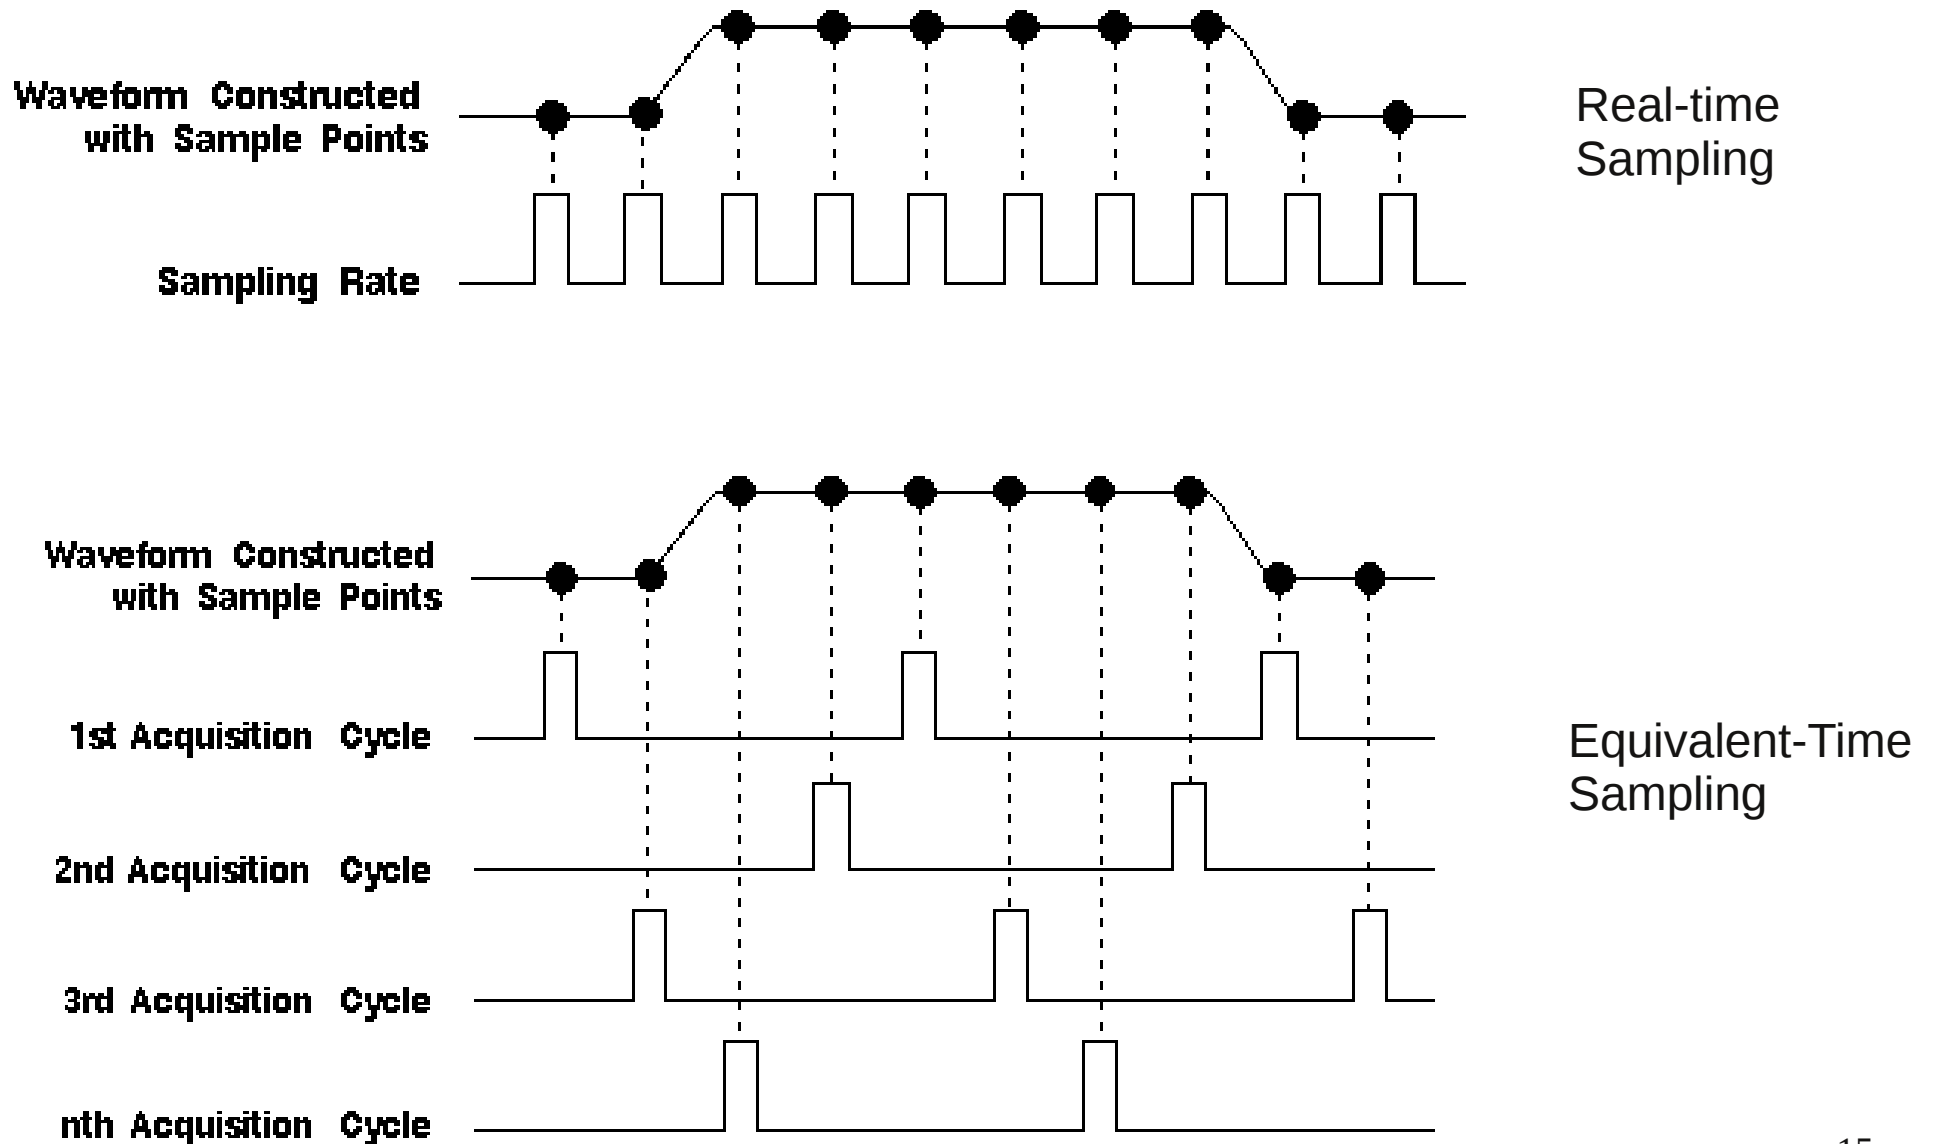 Waveform Constructed
with Sample Points
Real-time
Sampling
Sampling Rate
Waveform Constructed
with Sample Points
1st Acquisition Cycle
Equivalent-Time
Sampling
2nd Acquisition Cycle
3rd Acquisition Cycle
nth Acquisition Cycle